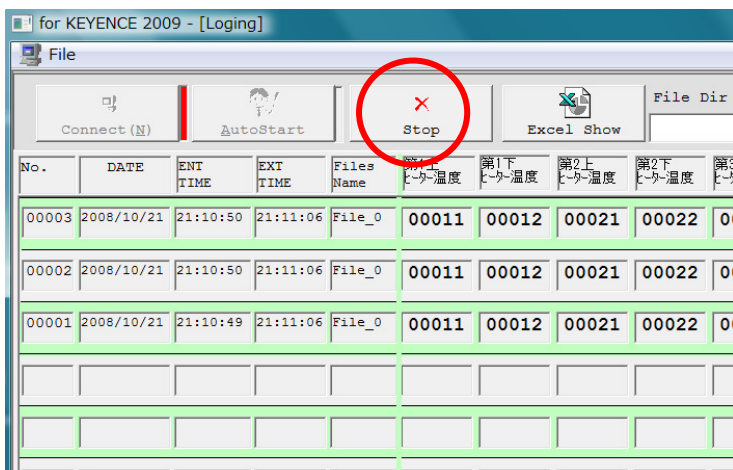 for KEYENCE 2009 - [Loging]
File
Connect(N)
AutoStart
Stop
Excel Show
File Dir
No. DATE ENT TIME EXT TIME Files Name 第1上ヒーター温度 第1下ヒーター温度 第2上ヒーター温度 第2下ヒーター温度
00003 2008/10/21 21:10:50 21:11:06 File_0 00011 00012 00021 00022
00002 2008/10/21 21:10:50 21:11:06 File_0 00011 00012 00021 00022
00001 2008/10/21 21:10:49 21:11:06 File_0 00011 00012 00021 00022